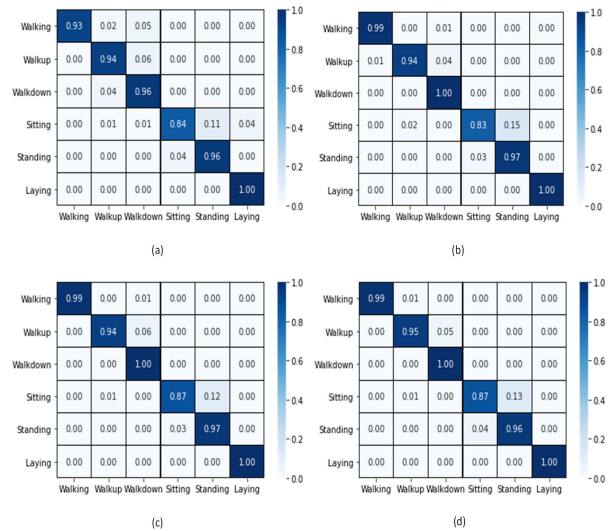 Walking 0.93 0.02 0.05 0.00 0.00 0.00
Walkup 0.00 0.94 0.06 0.00 0.00 0.00
Walkdown 0.00 0.04 0.96 0.00 0.00 0.00
Sitting 0.00 0.01 0.01 0.84 0.11 0.04
Standing 0.00 0.00 0.00 0.04 0.96 0.00
Laying 0.00 0.00 0.00 0.00 0.00 1.00
Walking Walkup Walkdown Sitting Standing Laying
1.0
0.8
0.6
0.4
0.2
0.0
(a)
Walking 0.99 0.00 0.01 0.00 0.00 0.00
Walkup 0.01 0.94 0.04 0.00 0.00 0.00
Walkdown 0.00 0.00 1.00 0.00 0.00 0.00
Sitting 0.00 0.02 0.00 0.83 0.15 0.00
Standing 0.00 0.00 0.00 0.03 0.97 0.00
Laying 0.00 0.00 0.00 0.00 0.00 1.00
Walking Walkup Walkdown Sitting Standing Laying
1.0
0.8
0.6
0.4
0.2
0.0
(b)
Walking 0.99 0.00 0.01 0.00 0.00 0.00
Walkup 0.00 0.94 0.06 0.00 0.00 0.00
Walkdown 0.00 0.00 1.00 0.00 0.00 0.00
Sitting 0.00 0.01 0.00 0.87 0.12 0.00
Standing 0.00 0.00 0.00 0.03 0.97 0.00
Laying 0.00 0.00 0.00 0.00 0.00 1.00
Walking Walkup Walkdown Sitting Standing Laying
1.0
0.8
0.6
0.4
0.2
0.0
(c)
Walking 0.99 0.01 0.00 0.00 0.00 0.00
Walkup 0.00 0.95 0.05 0.00 0.00 0.00
Walkdown 0.00 0.00 1.00 0.00 0.00 0.00
Sitting 0.00 0.01 0.00 0.87 0.13 0.00
Standing 0.00 0.00 0.00 0.04 0.96 0.00
Laying 0.00 0.00 0.00 0.00 0.00 1.00
Walking Walkup Walkdown Sitting Standing Laying
1.0
0.8
0.6
0.4
0.2
0.0
(d)